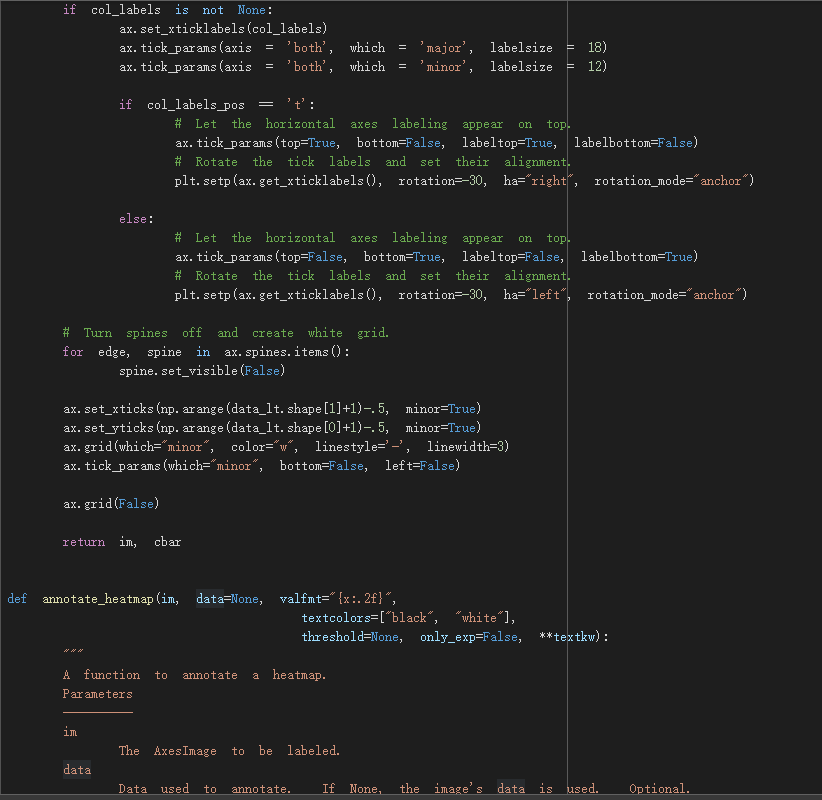 if col_labels is not None:
ax.set_xticklabels(col_labels)
ax.tick_params(axis = 'both', which = 'major', labelsize = 18)
ax.tick_params(axis = 'both', which = 'minor', labelsize = 12)
if col_labels_pos == 't':
# Let the horizontal axes labeling appear on top.
ax.tick_params(top=True, bottom=False, labeltop=True, labelbottom=False)
# Rotate the tick labels and set their alignment.
plt.setp(ax.get_xticklabels(), rotation=-30, ha="right", rotation_mode="anchor")
else:
# Let the horizontal axes labeling appear on top.
ax.tick_params(top=False, bottom=True, labeltop=False, labelbottom=True)
# Rotate the tick labels and set their alignment.
plt.setp(ax.get_xticklabels(), rotation=-30, ha="left", rotation_mode="anchor")
# Turn spines off and create white grid.
for edge, spine in ax.spines.items():
spine.set_visible(False)
ax.set_xticks(np.arange(data_lt.shape[1]+1)-.5, minor=True)
ax.set_yticks(np.arange(data_lt.shape[0]+1)-.5, minor=True)
ax.grid(which="minor", color="w", linestyle='-', linewidth=3)
ax.tick_params(which="minor", bottom=False, left=False)
ax.grid(False)
return im, cbar
def annotate_heatmap(im, data=None, valfmt="{x:.2f}",
textcolors=["black", "white"],
threshold=None, only_exp=False, **textkw):
"""
A function to annotate a heatmap.
Parameters
----------
im
The AxesImage to be labeled.
data
Data used to annotate. If None, the image's data is used. Optional.